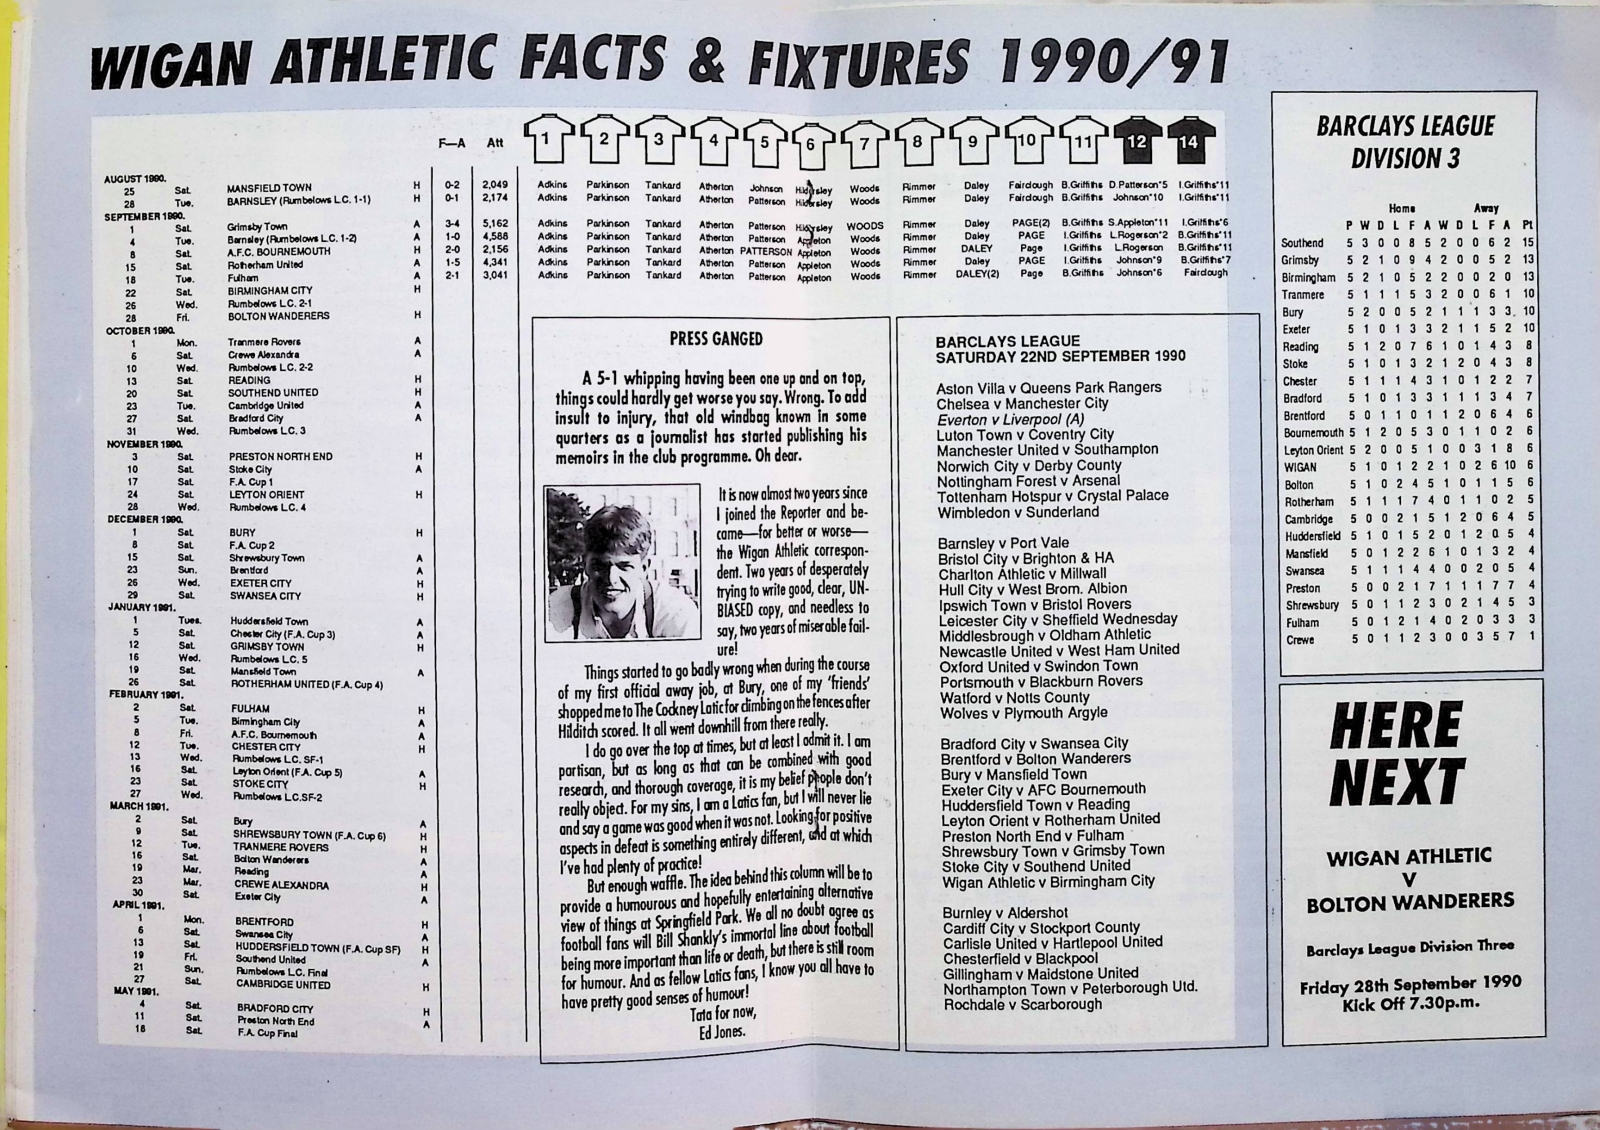 WIGAN ATHLETIC FACTS & FIXTURES 1990/91
F—A Att 1 2 3 4 5 6 7 8 9 10 11 12 14
AUGUST 1990.
25 Sat. MANSFIELD TOWN H 0-2 2,049 Adkins Parkinson Tankard Atherton Johnson Hildersley Woods Rimmer Daley Fairclough B.Griffiths D.Patterson*5 I.Griffiths*11
28 Tue. BARNSLEY (Rumbelows L.C. 1-1) H 0-1 2,174 Adkins Parkinson Tankard Atherton Patterson Hildersley Woods Rimmer Daley Fairclough B.Griffiths Johnson*10 I.Griffiths*11
SEPTEMBER 1990.
1 Sat. Grimsby Town A 3-4 5,162 Adkins Parkinson Tankard Atherton Patterson Hildersley WOODS Rimmer Daley PAGE(2) B.Griffiths S.Appleton*11 I.Griffiths*6
4 Tue. Barnsley (Rumbelows L.C. 1-2) A 1-0 4,588 Adkins Parkinson Tankard Atherton Patterson Appleton Woods Rimmer Daley PAGE I.Griffiths L.Rogerson*2 B.Griffiths*11
8 Sat. A.F.C. BOURNEMOUTH H 2-0 2,156 Adkins Parkinson Tankard Atherton PATTERSON Appleton Woods Rimmer DALEY Page I.Griffiths L.Rogerson B.Griffiths*11
15 Sat. Rotherham United A 1-5 4,341 Adkins Parkinson Tankard Atherton Patterson Appleton Woods Rimmer Daley PAGE I.Griffiths Johnson*9 B.Griffiths*7
18 Tue. Fulham A 2-1 3,041 Adkins Parkinson Tankard Atherton Patterson Appleton Woods Rimmer DALEY(2) Page B.Griffiths Johnson*6 Fairclough
22 Sat. BIRMINGHAM CITY H
26 Wed. Rumbelows L.C. 2-1
28 Fri. BOLTON WANDERERS H
OCTOBER 1990.
1 Mon. Tranmere Rovers A
6 Sat. Crewe Alexandra A
10 Wed. Rumbelows L.C. 2-2
13 Sat. READING H
20 Sat. SOUTHEND UNITED H
23 Tue. Cambridge United A
27 Sat. Bradford City A
31 Wed. Rumbelows L.C. 3
NOVEMBER 1990.
3 Sat. PRESTON NORTH END H
10 Sat. Stoke City A
17 Sat. F.A. Cup 1
24 Sat. LEYTON ORIENT H
28 Wed. Rumbelows L.C. 4
DECEMBER 1990.
1 Sat. BURY H
8 Sat. F.A. Cup 2
15 Sat. Shrewsbury Town A
23 Sun. Brentford A
26 Wed. EXETER CITY H
29 Sat. SWANSEA CITY H
JANUARY 1991.
1 Tues. Huddersfield Town A
5 Sat. Chester City (F.A. Cup 3) A
12 Sat. GRIMSBY TOWN H
16 Wed. Rumbelows L.C. 5
19 Sat. Mansfield Town A
26 Sat. ROTHERHAM UNITED (F.A. Cup 4)
FEBRUARY 1991.
2 Sat. FULHAM H
5 Tue. Birmingham City A
8 Fri. A.F.C. Bournemouth A
12 Tue. CHESTER CITY H
13 Wed. Rumbelows L.C. SF-1
16 Sat. Leyton Orient (F.A. Cup 5) A
23 Sat. STOKE CITY H
27 Wed. Rumbelows L.C.SF-2
MARCH 1991.
2 Sat. Bury A
9 Sat. SHREWSBURY TOWN (F.A. Cup 6) H
12 Tue. TRANMERE ROVERS H
16 Sat. Bolton Wanderers A
19 Mar. Reading A
23 Mar. CREWE ALEXANDRA H
30 Sat. Exeter City A
APRIL 1991.
1 Mon. BRENTFORD H
6 Sat. Swansea City A
13 Sat. HUDDERSFIELD TOWN (F.A. Cup SF) H
19 Fri. Southend United A
21 Sun. Rumbelows L.C. Final
27 Sat. CAMBRIDGE UNITED H
MAY 1991.
4 Sat. BRADFORD CITY H
11 Sat. Preston North End A
18 Sat. F.A. Cup Final
PRESS GANGED
A 5-1 whipping having been one up and on top,
things could hardly get worse you say. Wrong. To add
insult to injury, that old windbag known in some
quarters as a journalist has started publishing his
memoirs in the club programme. Oh dear.
It is now almost two years since
I joined the Reporter and be-
came—for better or worse—
the Wigan Athletic correspon-
dent. Two years of desperately
trying to write good, clear, UN-
BIASED copy, and needless to
say, two years of miserable fail-
ure!
Things started to go badly wrong when during the course
of my first official away job, at Bury, one of my 'friends'
shopped me to The Cockney Latic for climbing on the fences after
Hilditch scored. It all went downhill from there really.
I do go over the top at times, but at least I admit it. I am
partisan, but as long as that can be combined with good
research, and thorough coverage, it is my belief people don't
really object. For my sins, I am a Latics fan, but I will never lie
and say a game was good when it was not. Looking for positive
aspects in defeat is something entirely different, and at which
I've had plenty of practice!
But enough waffle. The idea behind this column will be to
provide a humourous and hopefully entertaining alternative
view of things at Springfield Park. We all no doubt agree as
football fans will Bill Shankly's immortal line about football
being more important than life or death, but there is still room
for humour. And as fellow Latics fans, I know you all have to
have pretty good senses of humour!
Tata for now,
Ed Jones.
BARCLAYS LEAGUE
SATURDAY 22ND SEPTEMBER 1990
Aston Villa v Queens Park Rangers
Chelsea v Manchester City
Everton v Liverpool (A)
Luton Town v Coventry City
Manchester United v Southampton
Norwich City v Derby County
Nottingham Forest v Arsenal
Tottenham Hotspur v Crystal Palace
Wimbledon v Sunderland
Barnsley v Port Vale
Bristol City v Brighton & HA
Charlton Athletic v Millwall
Hull City v West Brom. Albion
Ipswich Town v Bristol Rovers
Leicester City v Sheffield Wednesday
Middlesbrough v Oldham Athletic
Newcastle United v West Ham United
Oxford United v Swindon Town
Portsmouth v Blackburn Rovers
Watford v Notts County
Wolves v Plymouth Argyle
Bradford City v Swansea City
Brentford v Bolton Wanderers
Bury v Mansfield Town
Exeter City v AFC Bournemouth
Huddersfield Town v Reading
Leyton Orient v Rotherham United
Preston North End v Fulham
Shrewsbury Town v Grimsby Town
Stoke City v Southend United
Wigan Athletic v Birmingham City
Burnley v Aldershot
Cardiff City v Stockport County
Carlisle United v Hartlepool United
Chesterfield v Blackpool
Gillingham v Maidstone United
Northampton Town v Peterborough Utd.
Rochdale v Scarborough
BARCLAYS LEAGUE
DIVISION 3
Home Away
P W D L F A W D L F A Pt
Southend 5 3 0 0 8 5 2 0 0 6 2 15
Grimsby 5 2 1 0 9 4 2 0 0 5 2 13
Birmingham 5 2 1 0 5 2 2 0 0 2 0 13
Tranmere 5 1 1 1 5 3 2 0 0 6 1 10
Bury 5 2 0 0 5 2 1 1 1 3 3 10
Exeter 5 1 0 1 3 3 2 1 1 5 2 10
Reading 5 1 2 0 7 6 1 0 1 4 3 8
Stoke 5 1 0 1 3 2 1 2 0 4 3 8
Chester 5 1 1 1 4 3 1 0 1 2 2 7
Bradford 5 1 0 1 3 3 1 1 1 3 4 7
Brentford 5 0 1 1 0 1 1 2 0 6 4 6
Bournemouth 5 1 2 0 5 3 0 1 1 0 2 6
Leyton Orient 5 2 0 0 5 1 0 0 3 1 8 6
WIGAN 5 1 0 1 2 2 1 0 2 6 10 6
Bolton 5 1 0 2 4 5 1 0 1 1 5 6
Rotherham 5 1 1 1 7 4 0 1 1 0 2 5
Cambridge 5 0 0 2 1 5 1 2 0 6 4 5
Huddersfield 5 1 0 1 5 2 0 1 2 0 5 4
Mansfield 5 0 1 2 2 6 1 0 1 3 2 4
Swansea 5 1 1 1 4 4 0 0 2 0 5 4
Preston 5 0 0 2 1 7 1 1 1 7 7 4
Shrewsbury 5 0 1 1 2 3 0 2 1 4 5 3
Fulham 5 0 1 2 1 4 0 2 0 3 3 3
Crewe 5 0 1 1 2 3 0 0 3 5 7 1
HERE
NEXT
WIGAN ATHLETIC
V
BOLTON WANDERERS
Barclays League Division Three
Friday 28th September 1990
Kick Off 7.30p.m.